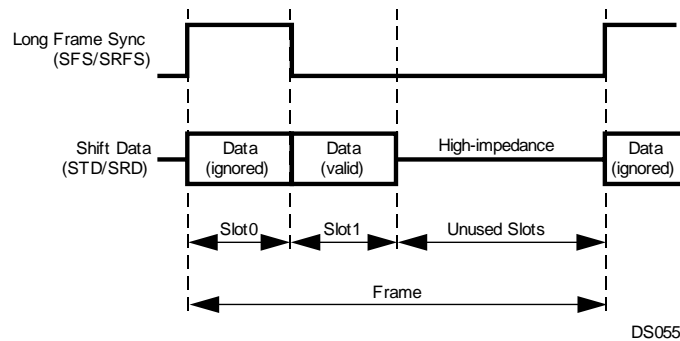 Long Frame Sync
(SFS/SRFS)
Shift Data
(STD/SRD)
Data
(ignored)
Data
(valid)
High-impedance
Data
(ignored)
Slot0
Slot1
Unused Slots
Frame
DS055